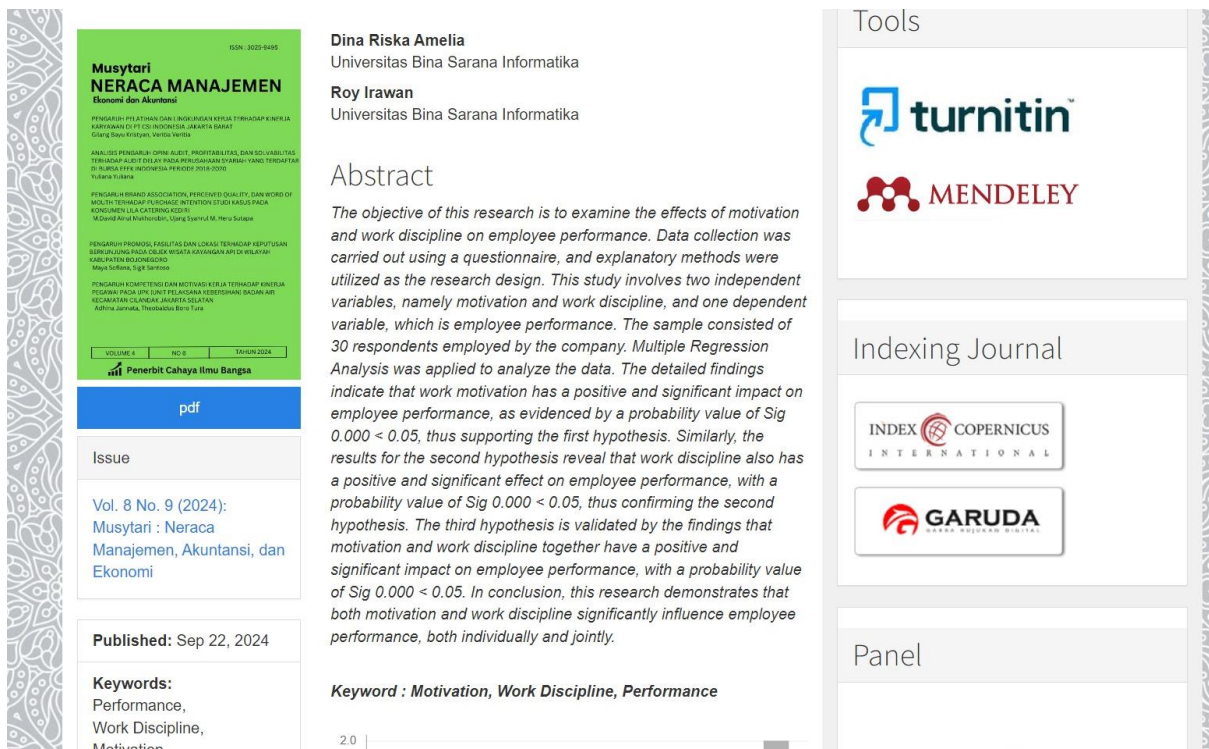 ISSN : 3025-9495
Musytari
NERACA MANAJEMEN
Ekonomi dan Akuntansi
PENGARUH PELATIHAN DAN LINGKUNGAN KERJA TERHADAP KINERJA
KARYAWAN DI PT CSI INDONESIA JAKARTA BARAT
Gilang Bayu Kristyan, Veritia Veritia
ANALISIS PENGARUH OPINI AUDIT, PROFITABILITAS, DAN SOLVABILITAS
TERHADAP AUDIT DELAY PADA PERUSAHAAN SYARIAH YANG TERDAFTAR
DI BURSA EFEK INDONESIA PERIODE 2018-2020
Yuliana Yuliana
PENGARUH BRAND ASSOCIATION, PERCEIVED QUALITY, DAN WORD OF
MOUTH TERHADAP PURCHASE INTENTION STUDI KASUS PADA
KONSUMEN LILA CATERING KEDIRI
M.David Ainul Makhorobin, Ujang Syahrul M, Heru Sutapa
PENGARUH PROMOSI, FASILITAS DAN LOKASI TERHADAP KEPUTUSAN
BERKUNJUNG PADA OBJEK WISATA KAYANGAN API DI WILAYAH
KABUPATEN BOJONEGORO
Maya Sofiana, Sigit Santoso
PENGARUH KOMPETENSI DAN MOTIVASI KERJA TERHADAP KINERJA
PEGAWAI PADA UPK (UNIT PELAKSANA KEBERSIHAN) BADAN AIR
KECAMATAN CILANDAK JAKARTA SELATAN
Adhina Jannata, Theobaldus Boro Tura
VOLUME 4 NO 8 TAHUN 2024
Penerbit Cahaya Ilmu Bangsa
pdf
Issue
Vol. 8 No. 9 (2024):
Musytari : Neraca
Manajemen, Akuntansi, dan
Ekonomi
Published: Sep 22, 2024
Keywords:
Performance,
Work Discipline,
Motivation
Dina Riska Amelia
Universitas Bina Sarana Informatika
Roy Irawan
Universitas Bina Sarana Informatika
Abstract
The objective of this research is to examine the effects of motivation
and work discipline on employee performance. Data collection was
carried out using a questionnaire, and explanatory methods were
utilized as the research design. This study involves two independent
variables, namely motivation and work discipline, and one dependent
variable, which is employee performance. The sample consisted of
30 respondents employed by the company. Multiple Regression
Analysis was applied to analyze the data. The detailed findings
indicate that work motivation has a positive and significant impact on
employee performance, as evidenced by a probability value of Sig
0.000 < 0.05, thus supporting the first hypothesis. Similarly, the
results for the second hypothesis reveal that work discipline also has
a positive and significant effect on employee performance, with a
probability value of Sig 0.000 < 0.05, thus confirming the second
hypothesis. The third hypothesis is validated by the findings that
motivation and work discipline together have a positive and
significant impact on employee performance, with a probability value
of Sig 0.000 < 0.05. In conclusion, this research demonstrates that
both motivation and work discipline significantly influence employee
performance, both individually and jointly.
Keyword : Motivation, Work Discipline, Performance
2.0
Tools
turnitin
MENDELEY
Indexing Journal
INDEX COPERNICUS
INTERNATIONAL
GARUDA
GARBA RUJUKAN DIGITAL
Panel